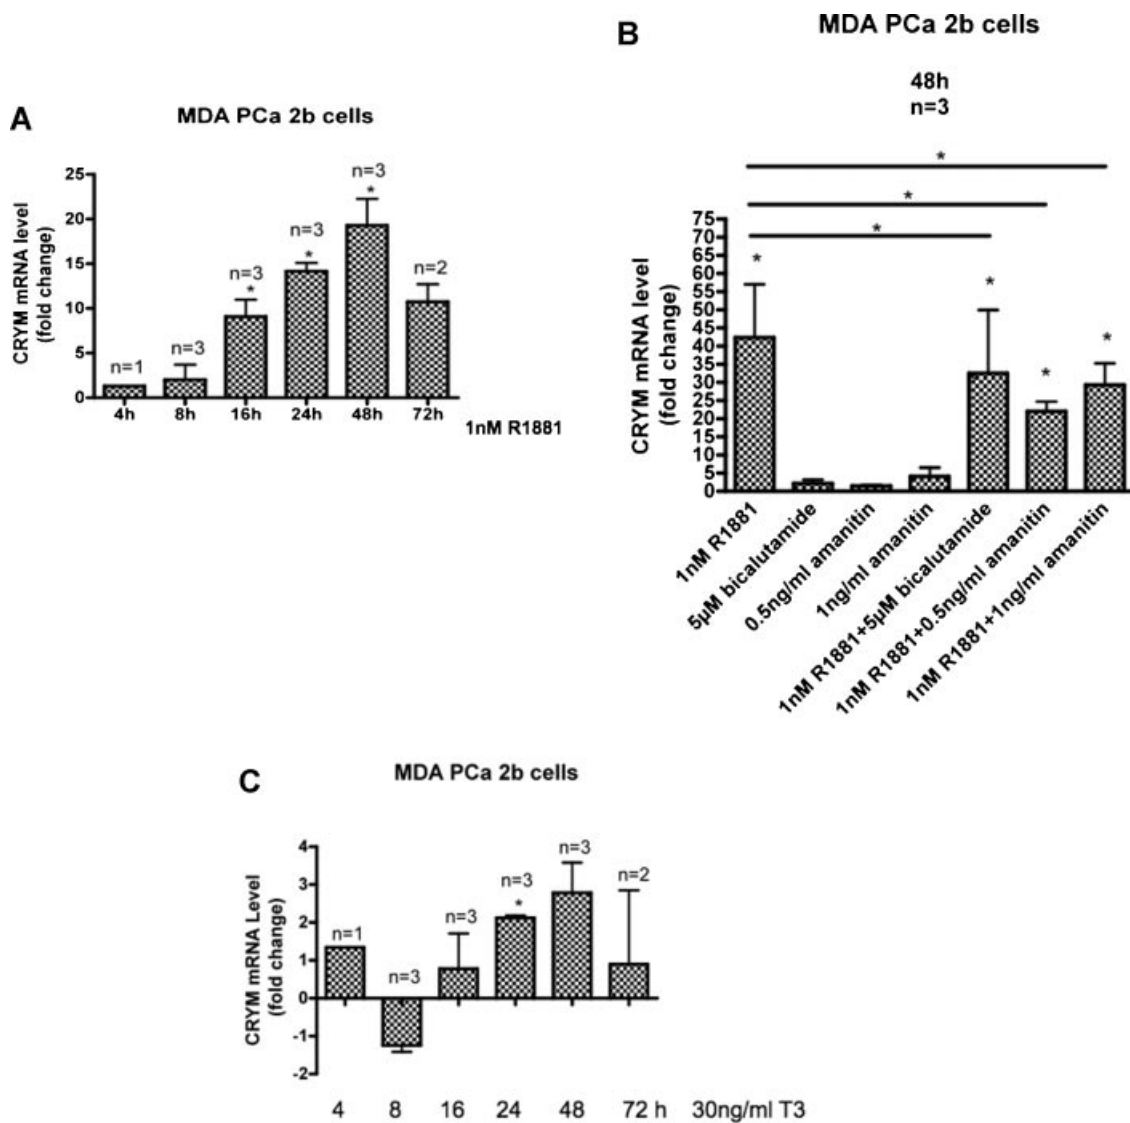 A
MDA PCa 2b cells
CRYM mRNA level
(fold change)
25
20
15
10
5
0
n=1
n=3
n=3
*
n=3
*
n=3
*
n=2
4h 8h 16h 24h 48h 72h
1nM R1881
B
MDA PCa 2b cells
48h
n=3
*
*
*
CRYM mRNA level
(fold change)
75
70
65
60
55
50
45
40
35
30
25
20
15
10
5
0
*
*
*
*
1nM R1881
5µM bicalutamide
0.5ng/ml amanitin
1ng/ml amanitin
1nM R1881+5µM bicalutamide
1nM R1881+0.5ng/ml amanitin
1nM R1881+1ng/ml amanitin
C
MDA PCa 2b cells
CRYM mRNA Level
(fold change)
4
3
2
1
0
-1
-2
n=1
n=3
n=3
n=3
*
n=3
n=2
4 8 16 24 48 72 h 30ng/ml T3